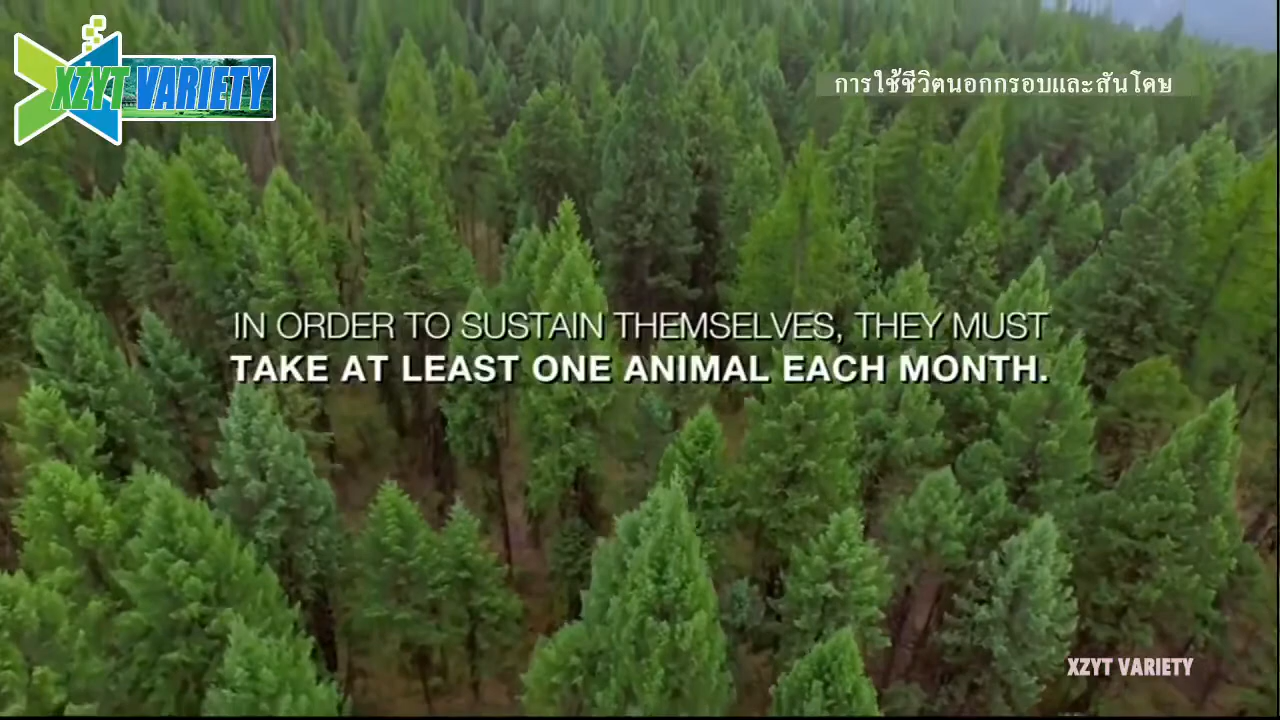 XZYT VARIETY
การใช้ชีวิตนอกกรอบและสันโดษ
IN ORDER TO SUSTAIN THEMSELVES, THEY MUST
TAKE AT LEAST ONE ANIMAL EACH MONTH.
XZYT VARIETY